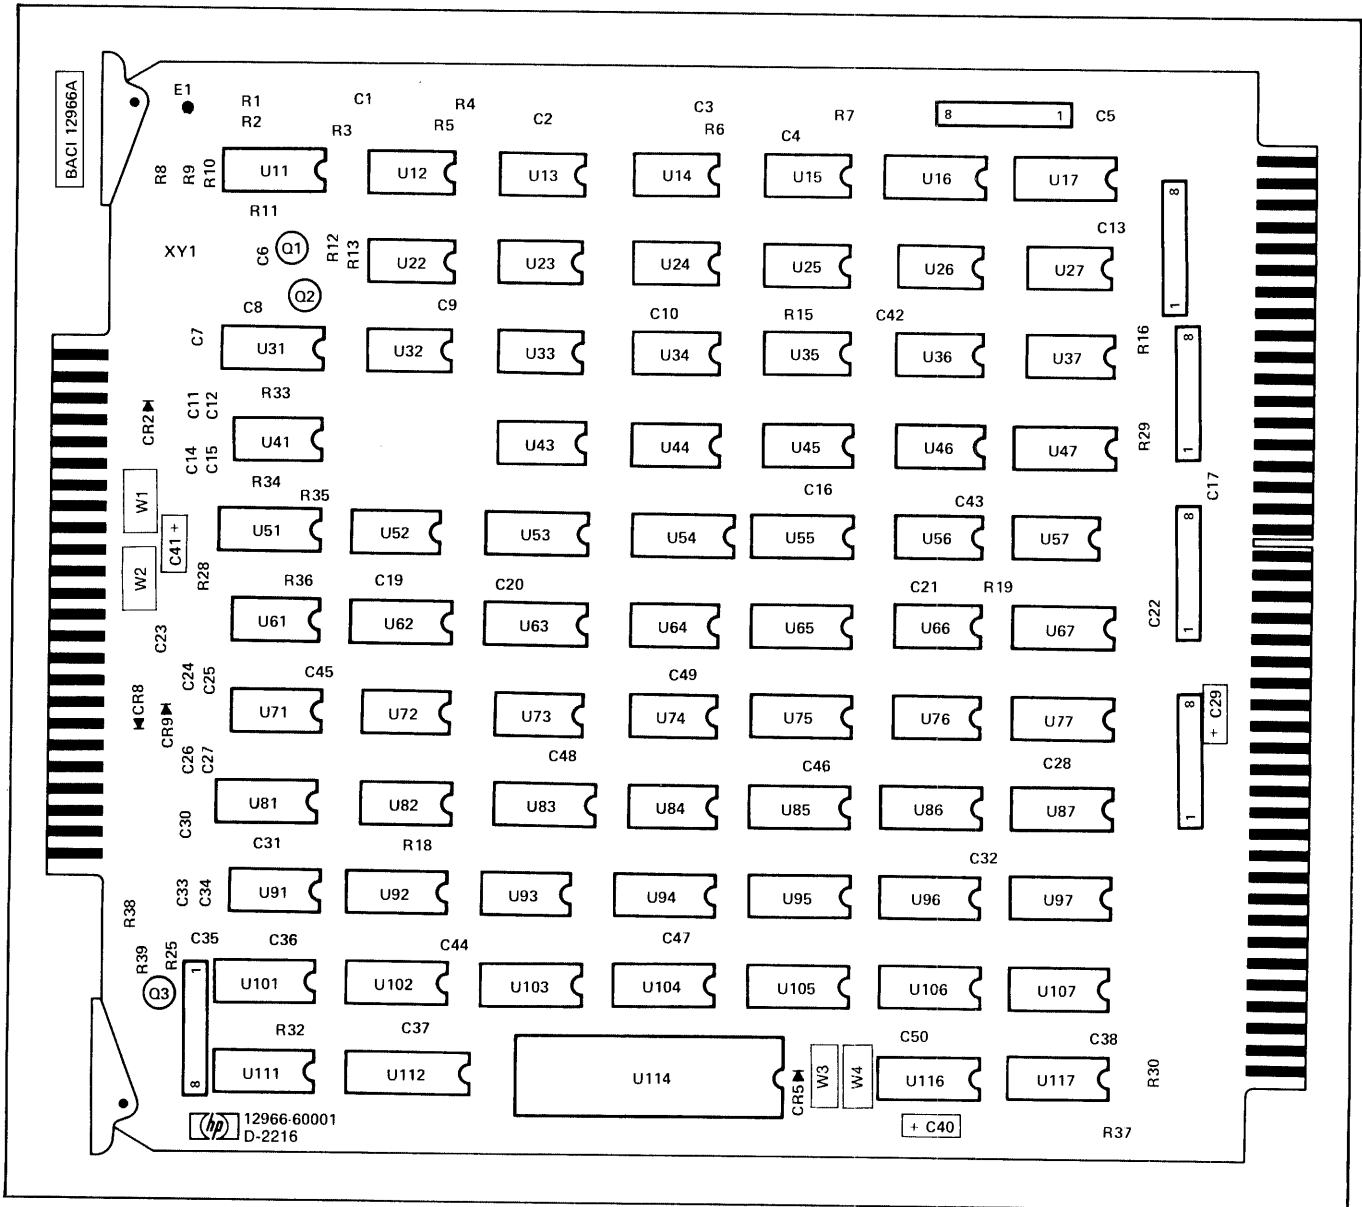 BACI 12966A
E1
R1
C1
R4
C3
R7
8 1
C5
R2
R3
R5
C2
R6
C4
R8
R9
R10
U11
U12
U13
U14
U15
U16
U17
8
1
R11
C13
XY1
C6
Q1
R12
R13
U22
U23
U24
U25
U26
U27
Q2
C8
C9
C10
R15
C42
C7
U31
U32
U33
U34
U35
U36
U37
R16
8
1
R33
CR2
C11
C12
U41
U43
U44
U45
U46
U47
R29
C14
C15
R34
R35
C16
C43
C17
W1
C41 +
U51
U52
U53
U54
U55
U56
U57
8
1
W2
R28
R36
C19
C20
C21
R19
C22
U61
U62
U63
U64
U65
U66
U67
C23
C24
C25
C45
C49
CR8
CR9
U71
U72
U73
U74
U75
U76
U77
8
1
+ C29
C26
C27
C48
C46
C28
U81
U82
U83
U84
U85
U86
U87
C30
C31
R18
C32
C33
C34
U91
U92
U93
U94
U95
U96
U97
R38
C35
C36
C44
C47
R39
R25
Q3
1
8
U101
U102
U103
U104
U105
U106
U107
R32
C37
C50
C38
U111
U112
U114
CR5
W3
W4
U116
U117
R30
hp
12966-60001
D-2216
+ C40
R37